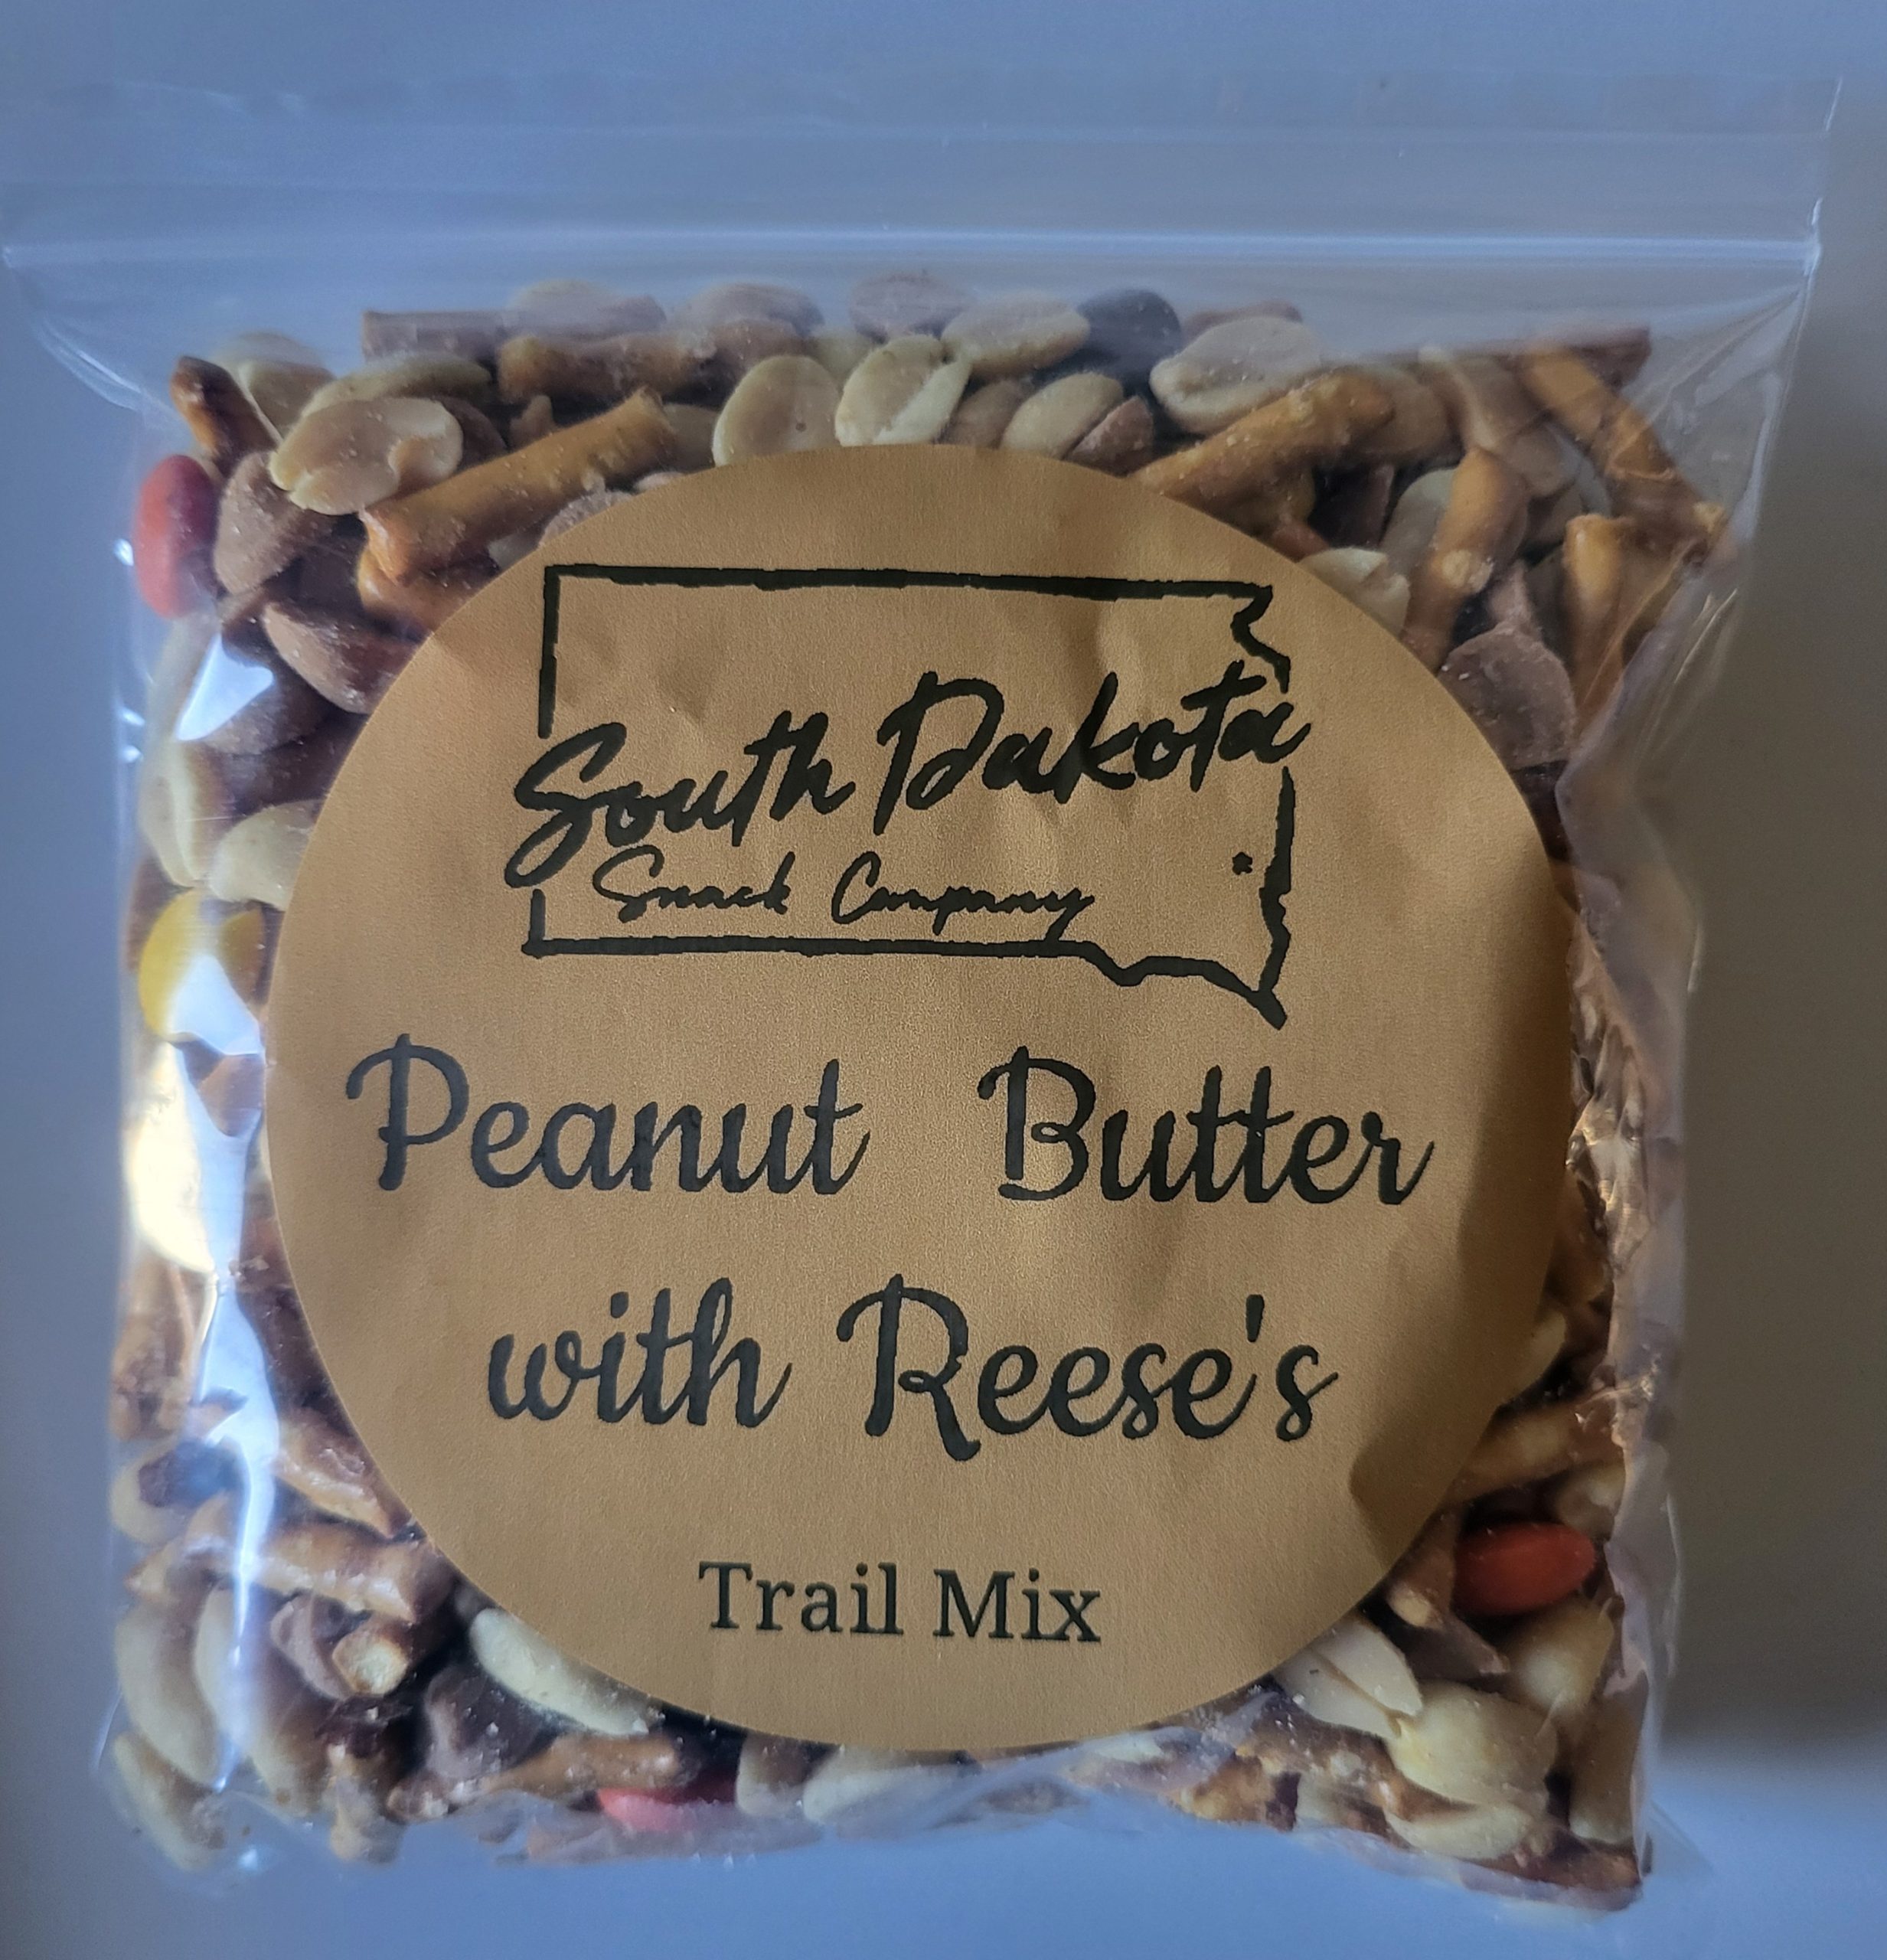 South Dakota
Snack Company
Peanut Butter
with Reese's
Trail Mix